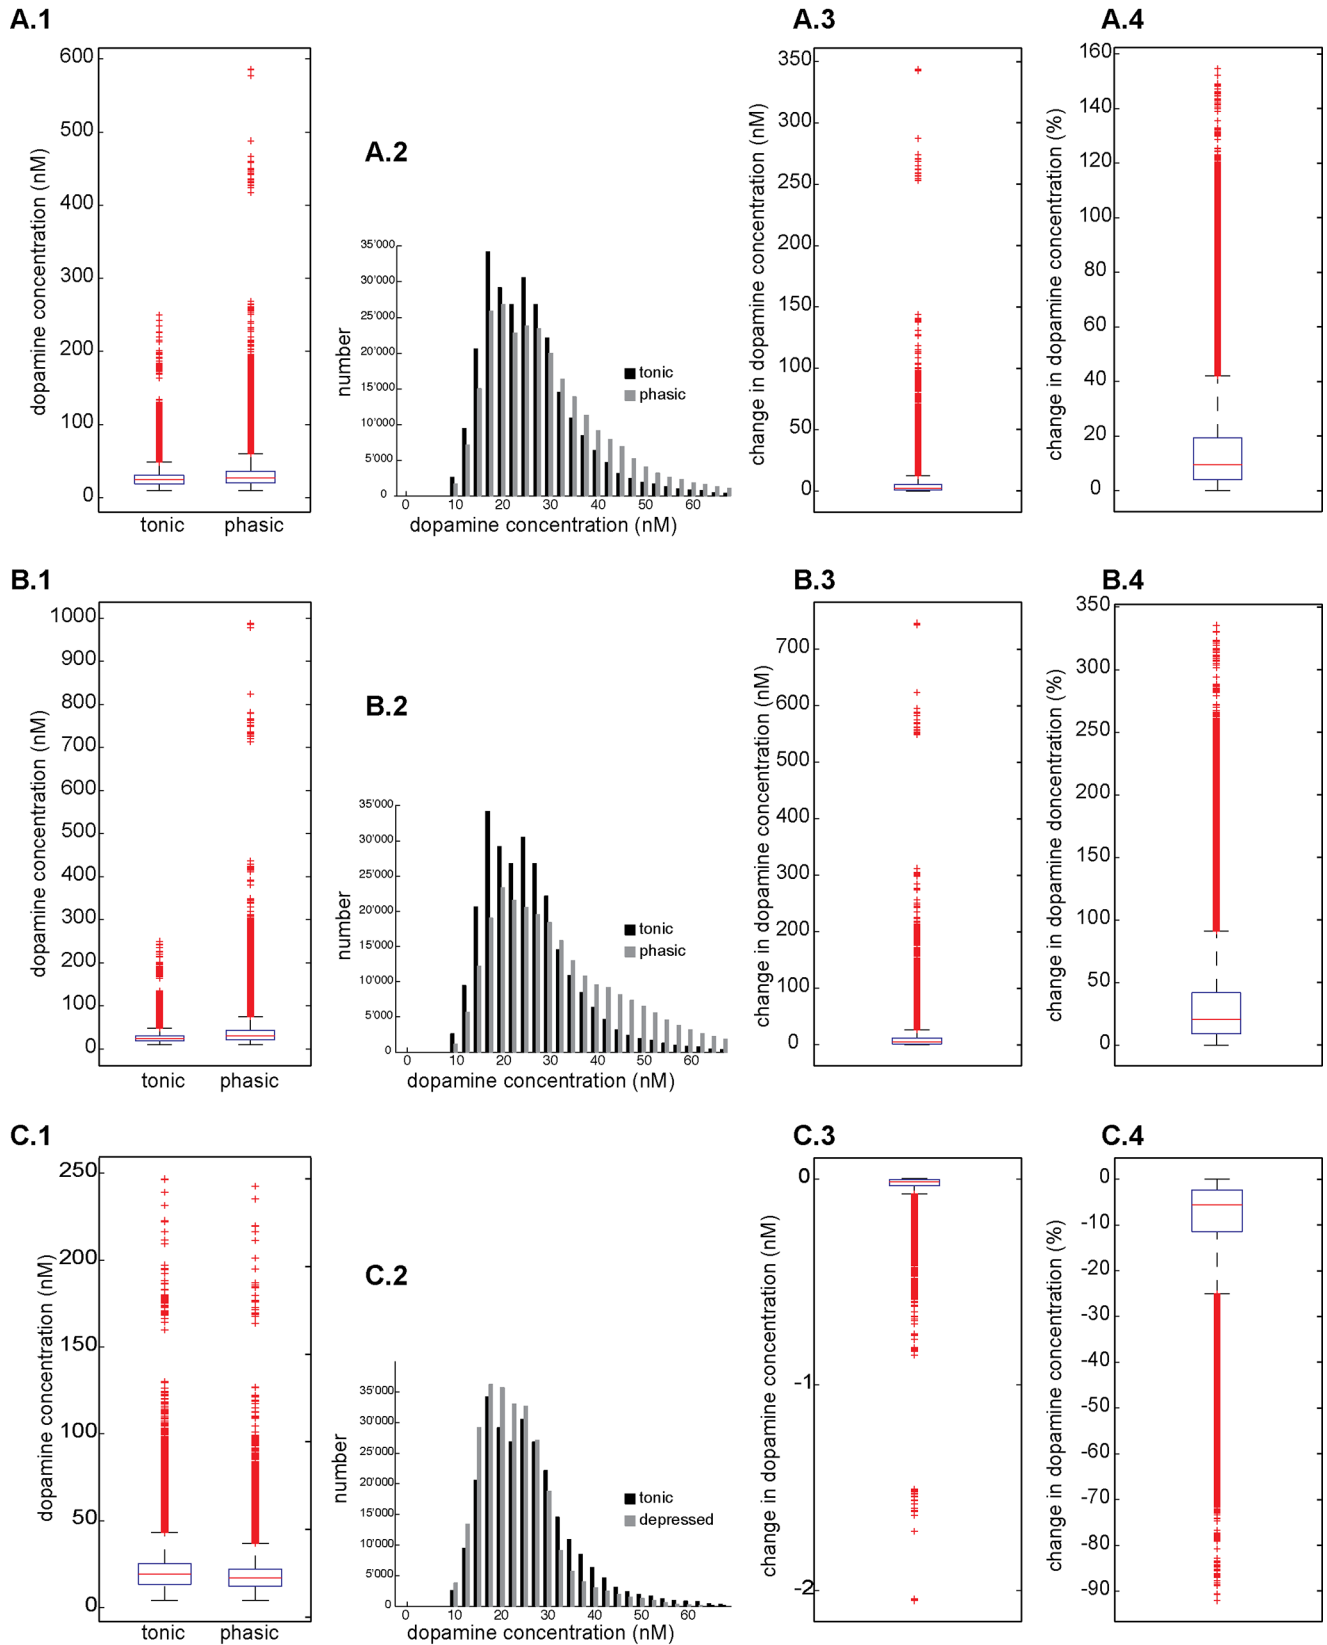 A.1
600
500
400
300
200
100
0
dopamine concentration (nM)
tonic
phasic
A.2
35'000
30'000
25'000
20'000
15'000
10'000
5'000
0
number
tonic
phasic
0 10 20 30 40 50 60
dopamine concentration (nM)
A.3
350
300
250
200
150
100
50
0
change in dopamine concentration (nM)
A.4
160
140
120
100
80
60
40
20
0
change in dopamine concentration (%)
B.1
1000
900
800
700
600
500
400
300
200
100
0
dopamine concentration (nM)
tonic
phasic
B.2
35'000
30'000
25'000
20'000
15'000
10'000
5'000
0
number
tonic
phasic
0 10 20 30 40 50 60
dopamine concentration (nM)
B.3
700
600
500
400
300
200
100
0
change in dopamine concentration (nM)
B.4
350
300
250
200
150
100
50
0
change in dopamine doncentration (%)
C.1
250
200
150
100
50
0
dopamine concentration (nM)
tonic
phasic
C.2
35'000
30'000
25'000
20'000
15'000
10'000
5'000
0
number
tonic
depressed
0 10 20 30 40 50 60
dopamine concentration (nM)
C.3
0
-1
-2
change in dopamine concentration (nM)
C.4
0
-10
-20
-30
-40
-50
-60
-70
-80
-90
change in dopamine concentration (%)